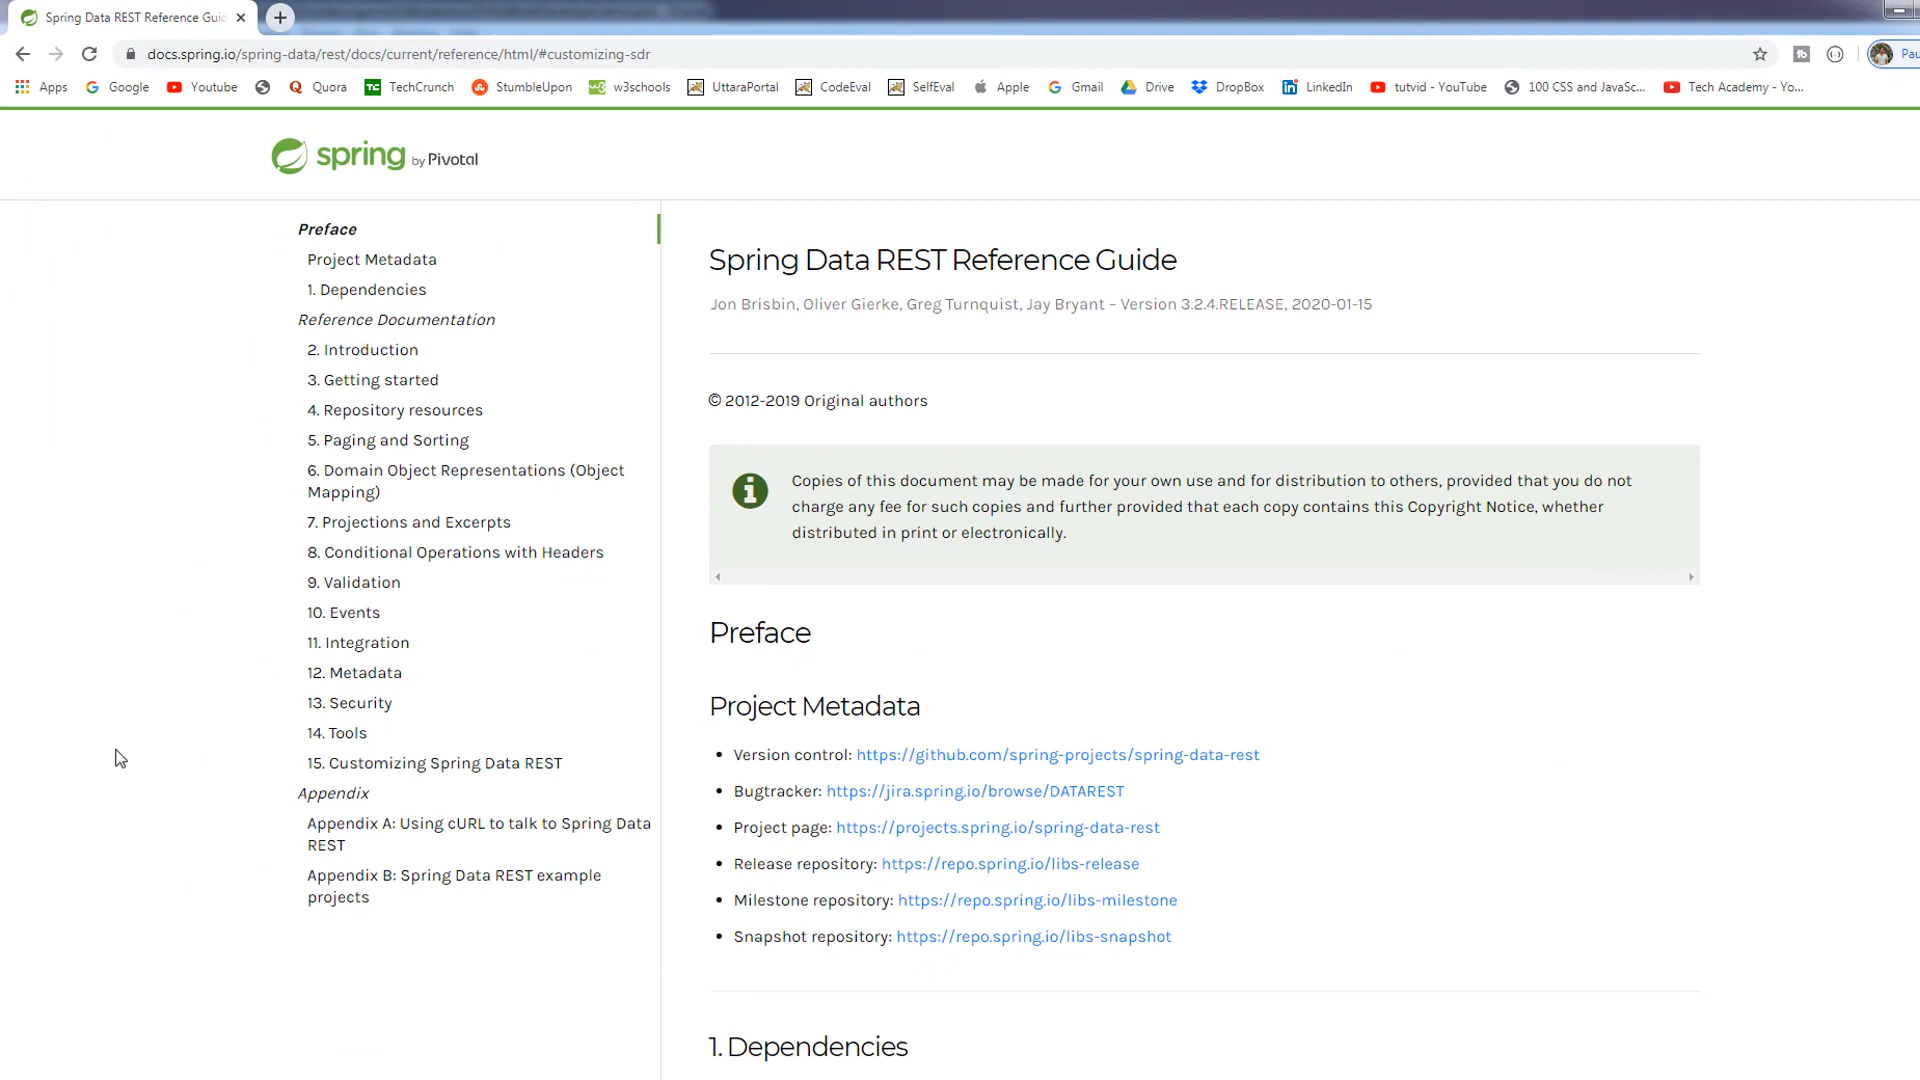 Spring Data REST Reference Gui
docs.spring.io/spring-data/rest/docs/current/reference/html/#customizing-sdr
Pau
Apps
Google
Youtube
Quora
TechCrunch
StumbleUpon
w3schools
UttaraPortal
CodeEval
SelfEval
Apple
Gmail
Drive
DropBox
LinkedIn
tutvid - YouTube
100 CSS and JavaSc...
Tech Academy - Yo...
spring by Pivotal
Preface
Project Metadata
1. Dependencies
Reference Documentation
2. Introduction
3. Getting started
4. Repository resources
5. Paging and Sorting
6. Domain Object Representations (Object
Mapping)
7. Projections and Excerpts
8. Conditional Operations with Headers
9. Validation
10. Events
11. Integration
12. Metadata
13. Security
14. Tools
15. Customizing Spring Data REST
Appendix
Appendix A: Using cURL to talk to Spring Data
REST
Appendix B: Spring Data REST example
projects
Spring Data REST Reference Guide
Jon Brisbin, Oliver Gierke, Greg Turnquist, Jay Bryant – Version 3.2.4.RELEASE, 2020-01-15
© 2012-2019 Original authors
Copies of this document may be made for your own use and for distribution to others, provided that you do not
charge any fee for such copies and further provided that each copy contains this Copyright Notice, whether
distributed in print or electronically.
Preface
Project Metadata
• Version control: https://github.com/spring-projects/spring-data-rest
• Bugtracker: https://jira.spring.io/browse/DATAREST
• Project page: https://projects.spring.io/spring-data-rest
• Release repository: https://repo.spring.io/libs-release
• Milestone repository: https://repo.spring.io/libs-milestone
• Snapshot repository: https://repo.spring.io/libs-snapshot
1. Dependencies